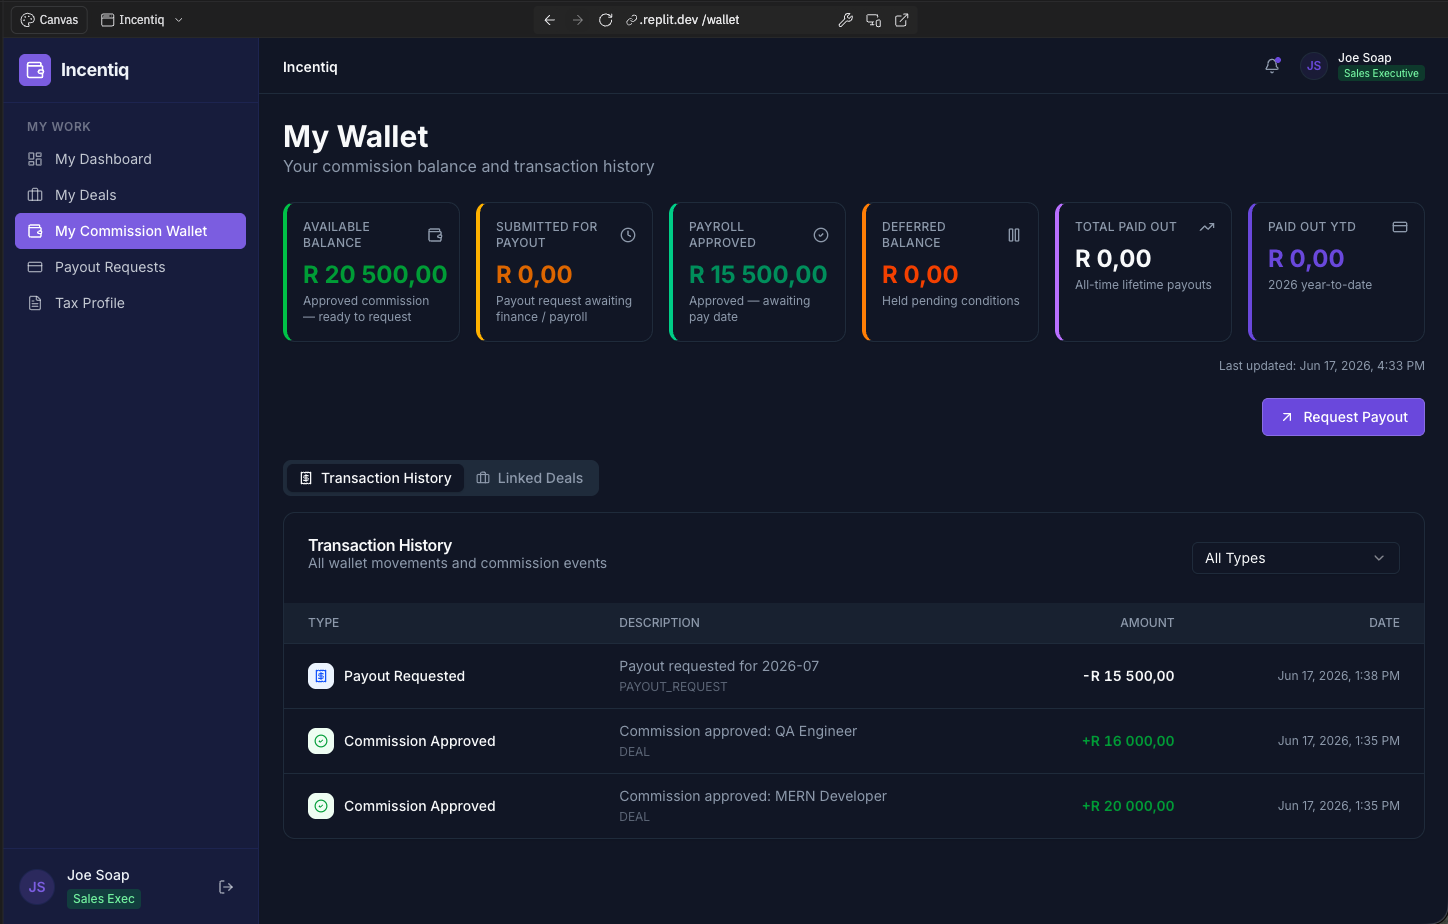 Canvas
Incentiq
.replit.dev /wallet
Incentiq
Incentiq
JS
Joe Soap
Sales Executive
MY WORK
My Dashboard
My Deals
My Commission Wallet
Payout Requests
Tax Profile
My Wallet
Your commission balance and transaction history
AVAILABLE
BALANCE
R 20 500,00
Approved commission
— ready to request
SUBMITTED FOR
PAYOUT
R 0,00
Payout request awaiting
finance / payroll
PAYROLL
APPROVED
R 15 500,00
Approved — awaiting
pay date
DEFERRED
BALANCE
R 0,00
Held pending conditions
TOTAL PAID OUT
R 0,00
All-time lifetime payouts
PAID OUT YTD
R 0,00
2026 year-to-date
Last updated: Jun 17, 2026, 4:33 PM
Request Payout
Transaction History
Linked Deals
Transaction History
All wallet movements and commission events
All Types
TYPE DESCRIPTION AMOUNT DATE
Payout Requested
Payout requested for 2026-07
PAYOUT_REQUEST
-R 15 500,00
Jun 17, 2026, 1:38 PM
Commission Approved
Commission approved: QA Engineer
DEAL
+R 16 000,00
Jun 17, 2026, 1:35 PM
Commission Approved
Commission approved: MERN Developer
DEAL
+R 20 000,00
Jun 17, 2026, 1:35 PM
JS
Joe Soap
Sales Exec